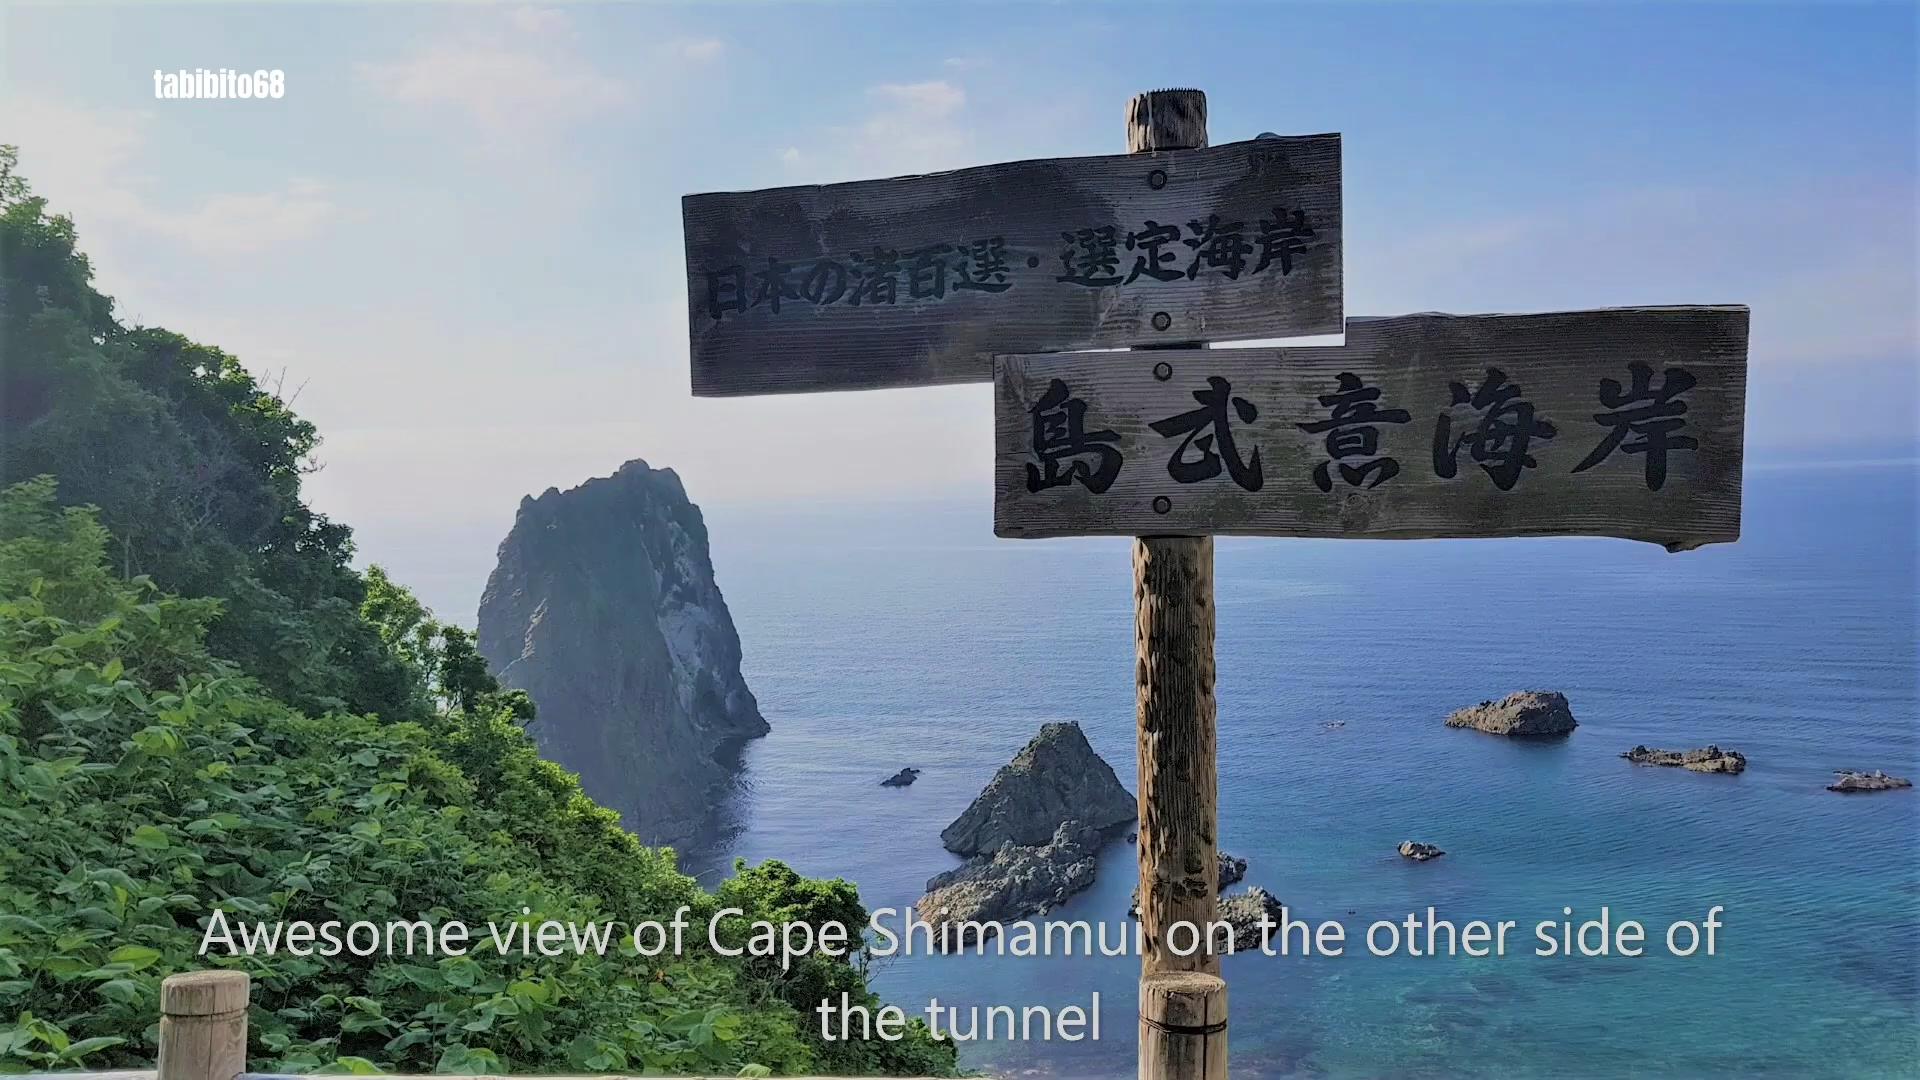 tabibito68
日本の渚百選・選定海岸
島武意海岸
Awesome view of Cape Shimamui on the other side of
the tunnel